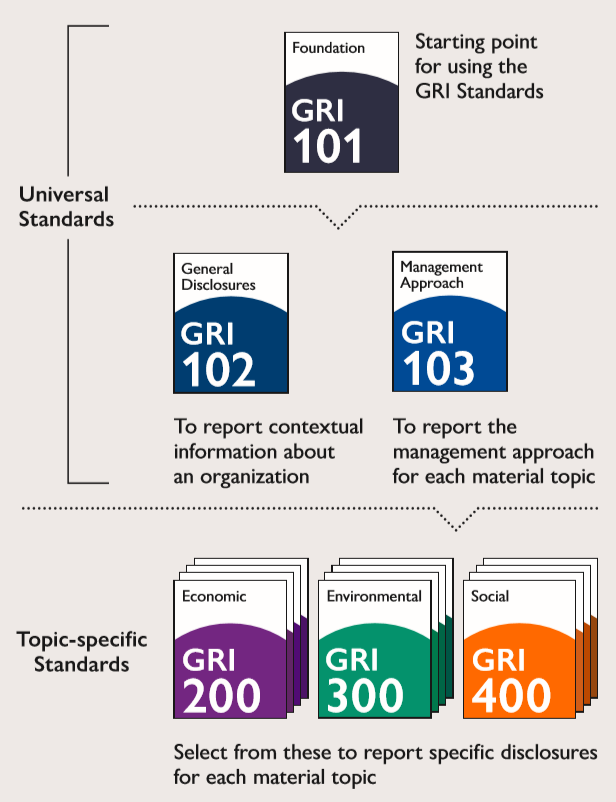 Foundation
GRI
101
Starting point
for using the
GRI Standards
Universal
Standards
General
Disclosures
GRI
102
Management
Approach
GRI
103
To report contextual
information about
an organization
To report the
management approach
for each material topic
Topic-specific
Standards
Economic
GRI
200
Environmental
GRI
300
Social
GRI
400
Select from these to report specific disclosures
for each material topic